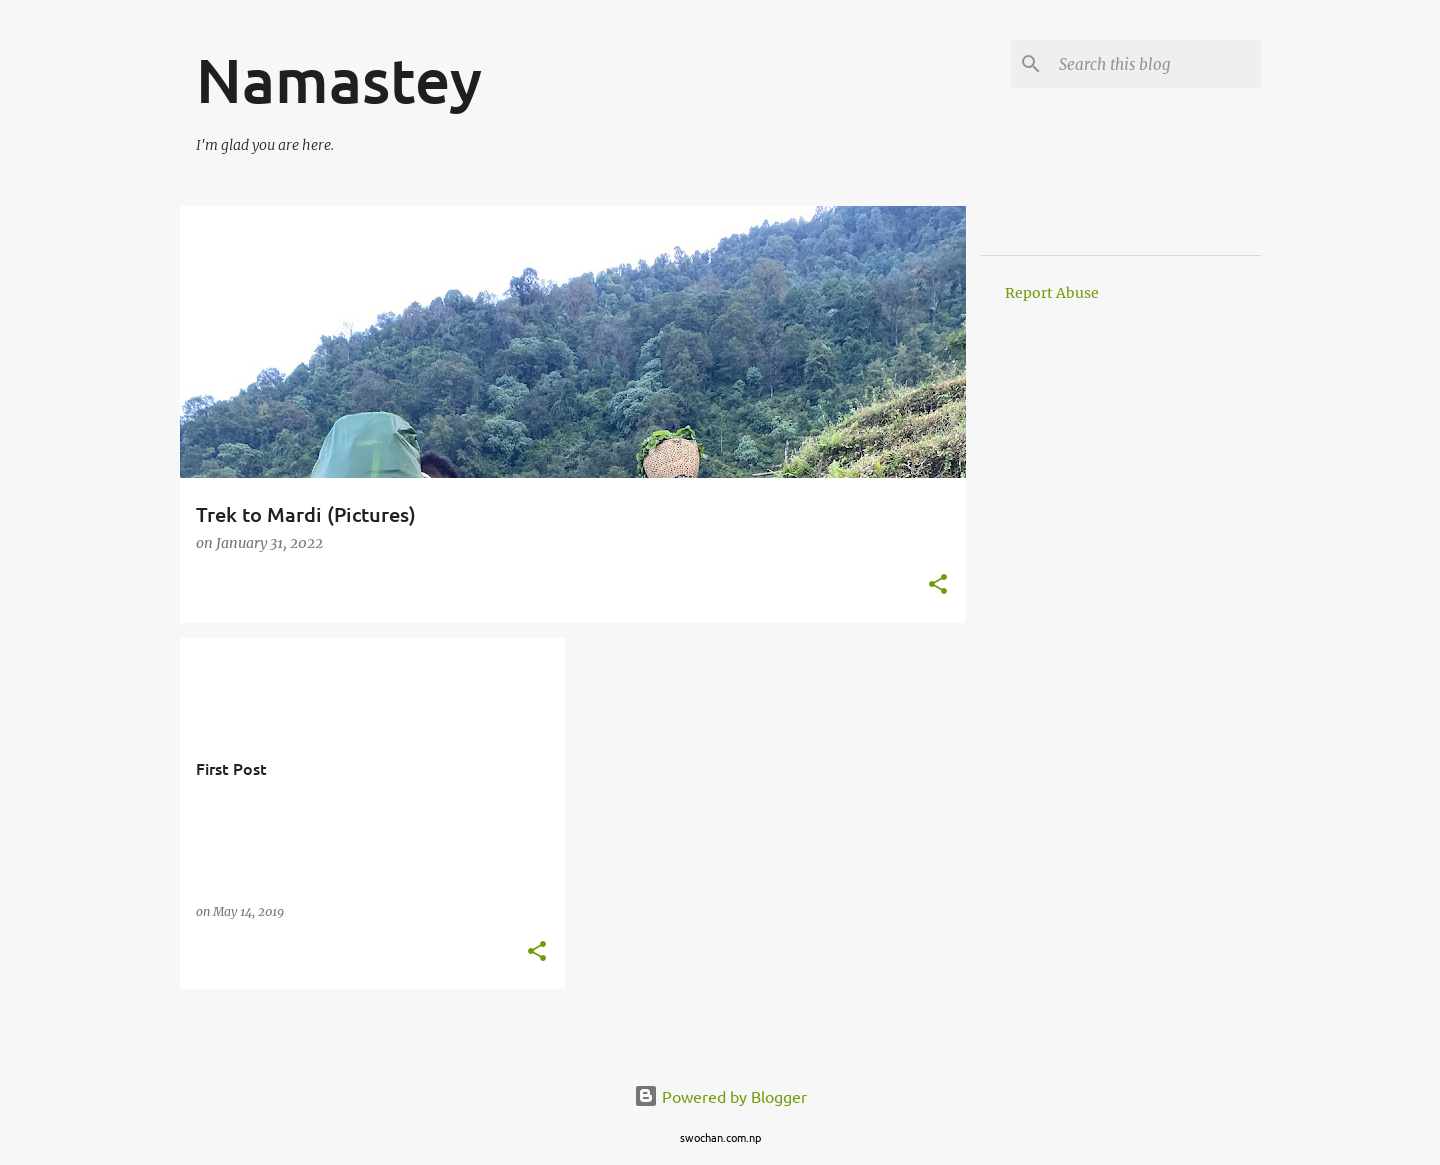 Namastey
Search this blog
I'm glad you are here.
Report Abuse
Trek to Mardi (Pictures)
on January 31, 2022
First Post
on May 14, 2019
Powered by Blogger
swochan.com.np